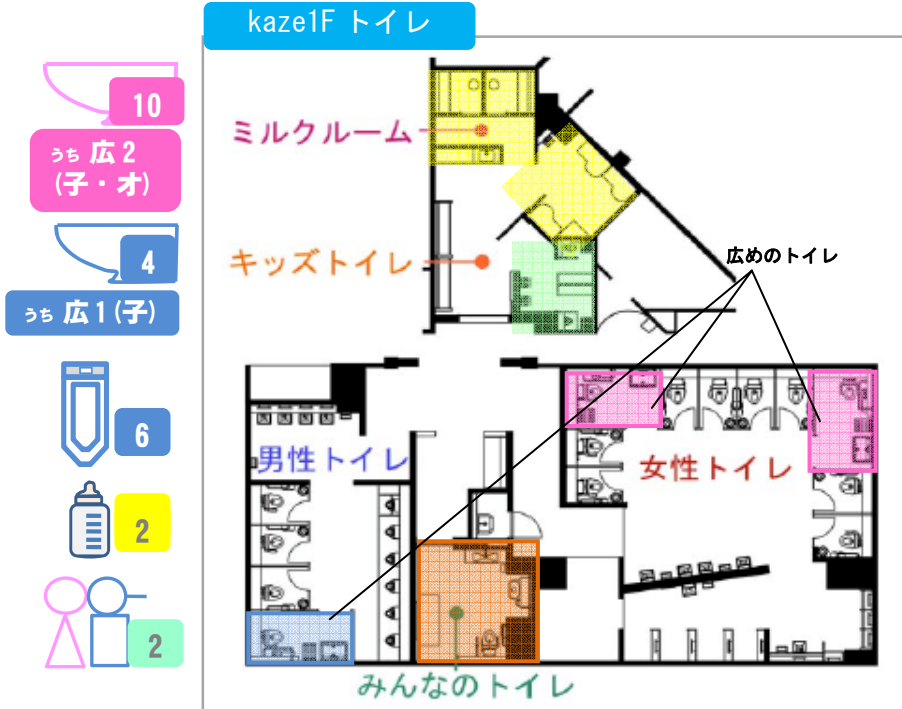 kaze1F トイレ
10
うち 広2
(子・オ)
4
うち 広1(子)
6
2
2
ミルクルーム
キッズトイレ
広めのトイレ
男性トイレ
女性トイレ
みんなのトイレ